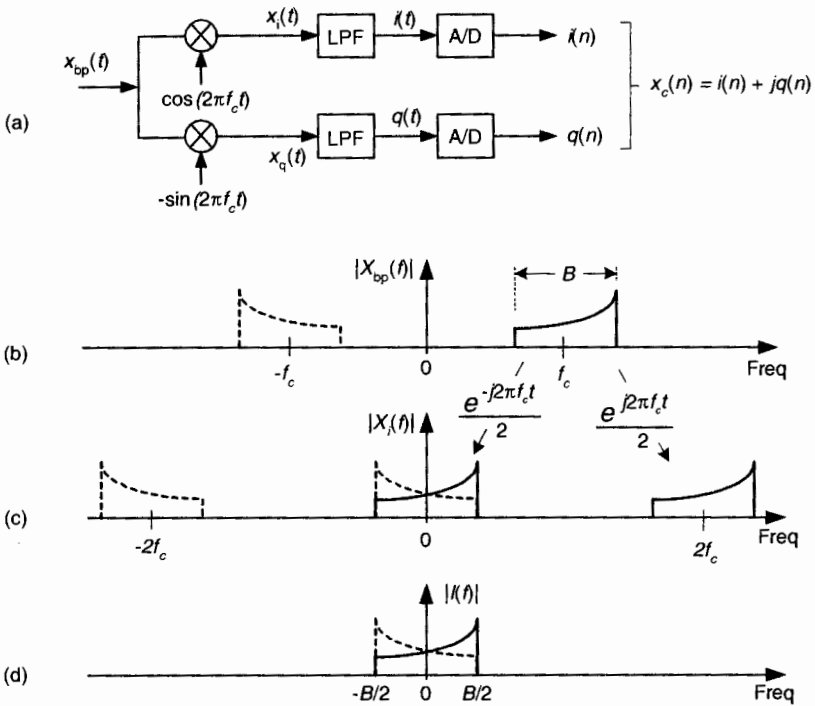 (a)
x_bp(t)
x_i(t)
LPF
i(t)
A/D
i(n)
cos(2πf_ct)
x_c(n) = i(n) + jq(n)
x_q(t)
LPF
q(t)
A/D
q(n)
-sin(2πf_ct)
(b)
|X_bp(f)|
B
-f_c
0
f_c
Freq
e^-j2πf_ct
2
e^j2πf_ct
2
(c)
|X_i(f)|
-2f_c
0
2f_c
Freq
(d)
|I(f)|
-B/2
0
B/2
Freq